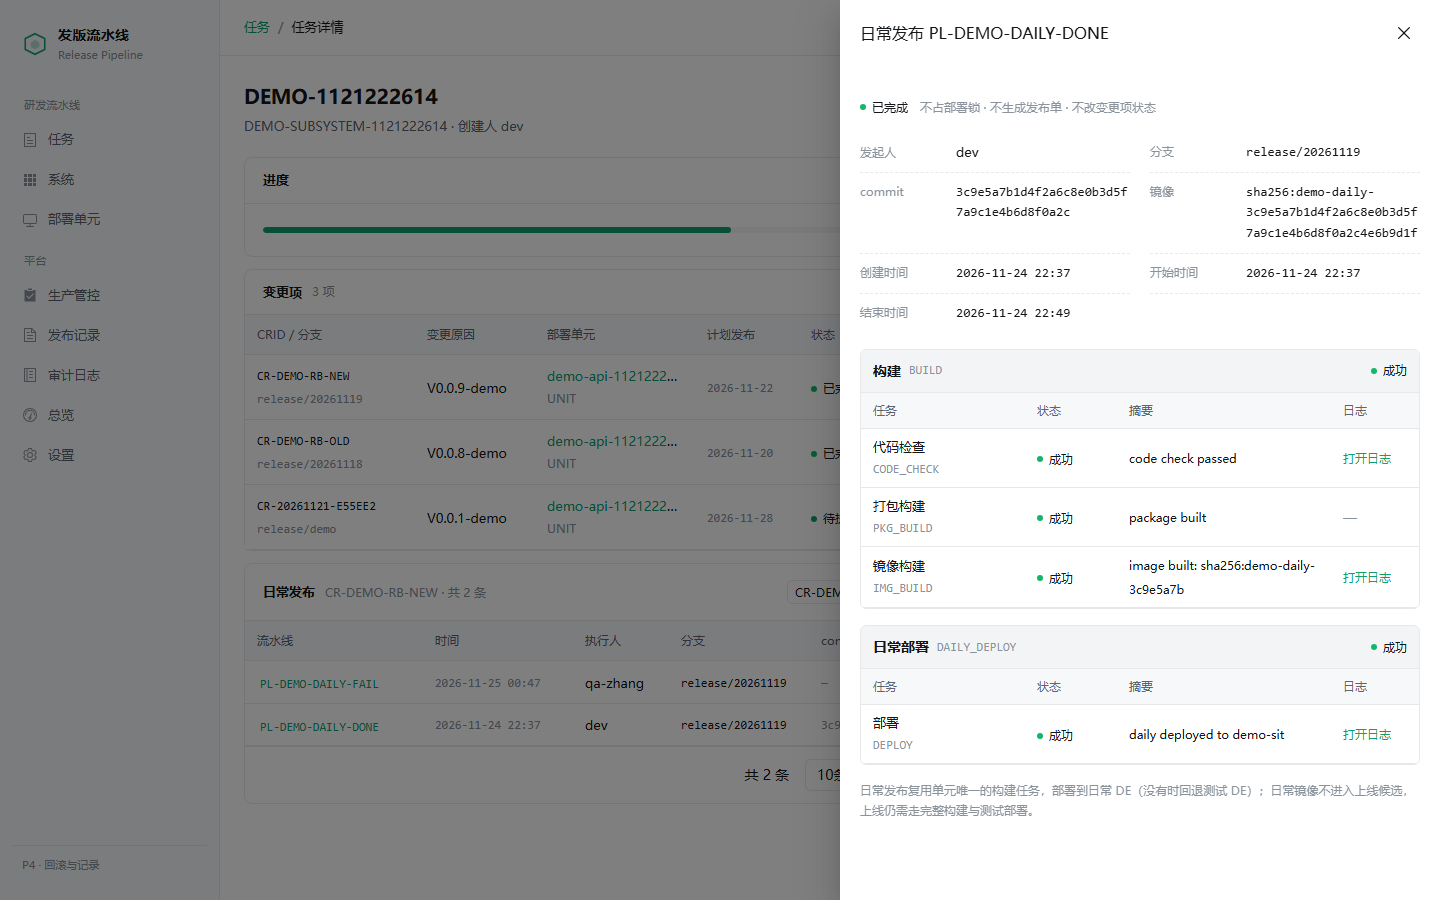 发版流水线
Release Pipeline
研发流水线
任务
系统
部署单元
平台
生产管控
发布记录
审计日志
总览
设置
P4 · 回滚与记录
任务 / 任务详情
DEMO-1121222614
DEMO-SUBSYSTEM-1121222614 · 创建人 dev
进度
变更项 3 项
CRID / 分支 变更原因 部署单元 计划发布 状态
CR-DEMO-RB-NEW
release/20261119
V0.0.9-demo
demo-api-1121222...
UNIT
2026-11-22
CR-DEMO-RB-OLD
release/20261118
V0.0.8-demo
demo-api-1121222...
UNIT
2026-11-20
CR-20261121-E55EE2
release/demo
V0.0.1-demo
demo-api-1121222...
UNIT
2026-11-28
日常发布 CR-DEMO-RB-NEW · 共 2 条
CR-DEM
流水线 时间 执行人 分支
PL-DEMO-DAILY-FAIL 2026-11-25 00:47 qa-zhang release/20261119 —
PL-DEMO-DAILY-DONE 2026-11-24 22:37 dev release/20261119 3c9
共 2 条 10条
日常发布 PL-DEMO-DAILY-DONE
已完成 不占部署锁 · 不生成发布单 · 不改变更项状态
发起人 dev
分支 release/20261119
commit 3c9e5a7b1d4f2a6c8e0b3d5f
7a9c1e4b6d8f0a2c
镜像 sha256:demo-daily-
3c9e5a7b1d4f2a6c8e0b3d5f
7a9c1e4b6d8f0a2c4e6b9d1f
创建时间 2026-11-24 22:37
开始时间 2026-11-24 22:37
结束时间 2026-11-24 22:49
构建 BUILD 成功
任务 状态 摘要 日志
代码检查
CODE_CHECK
成功 code check passed 打开日志
打包构建
PKG_BUILD
成功 package built —
镜像构建
IMG_BUILD
成功
image built: sha256:demo-daily-
3c9e5a7b
打开日志
日常部署 DAILY_DEPLOY 成功
任务 状态 摘要 日志
部署
DEPLOY
成功 daily deployed to demo-sit 打开日志
日常发布复用单元唯一的构建任务，部署到日常 DE（没有时回退测试 DE）；日常镜像不进入上线候选，
上线仍需走完整构建与测试部署。